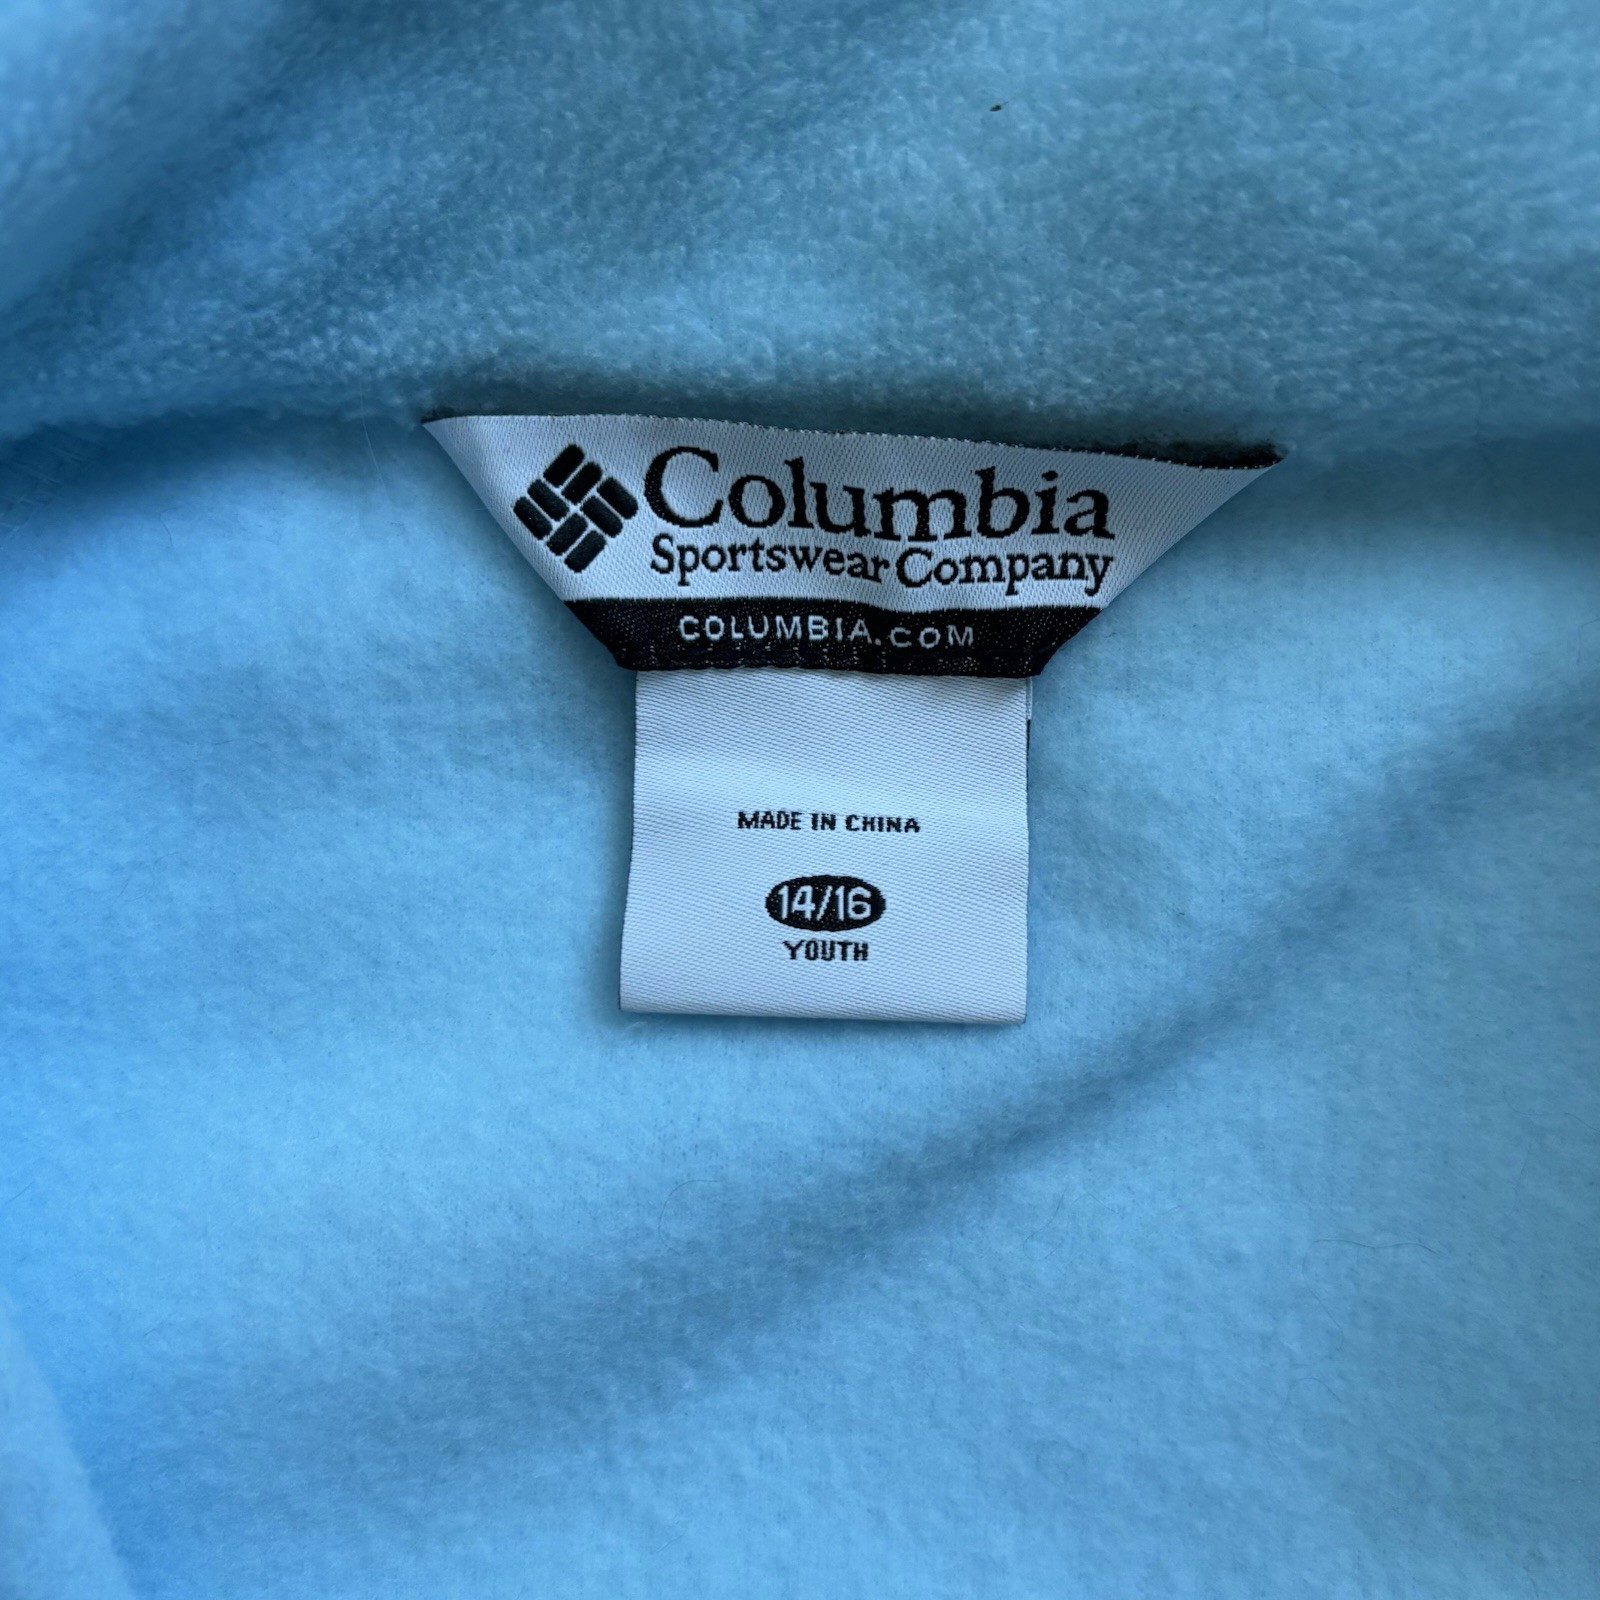 Columbia
Sportswear Company
COLUMBIA.COM
MADE IN CHINA
14/16
YOUTH